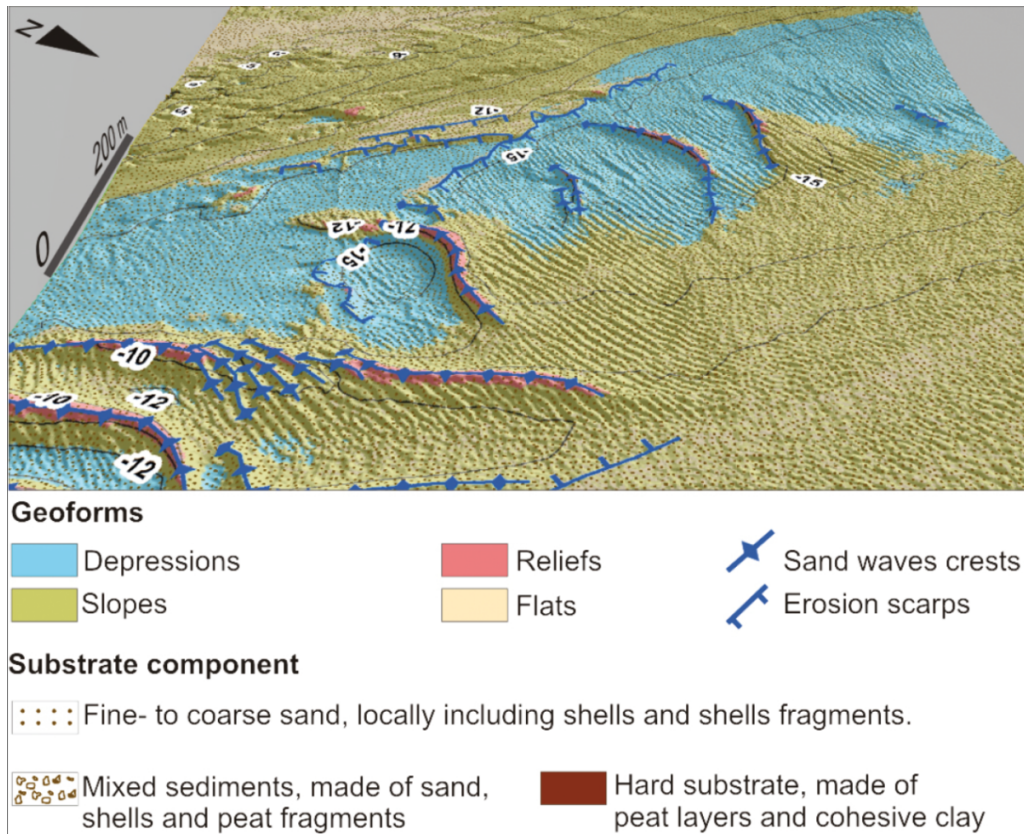 N
200 m
0
-12
-15
-15
-12
-12
-15
-10
-10
-12
-12
Geoforms
Depressions
Reliefs
Sand waves crests
Slopes
Flats
Erosion scarps
Substrate component
Fine- to coarse sand, locally including shells and shells fragments.
Mixed sediments, made of sand,
shells and peat fragments
Hard substrate, made of
peat layers and cohesive clay